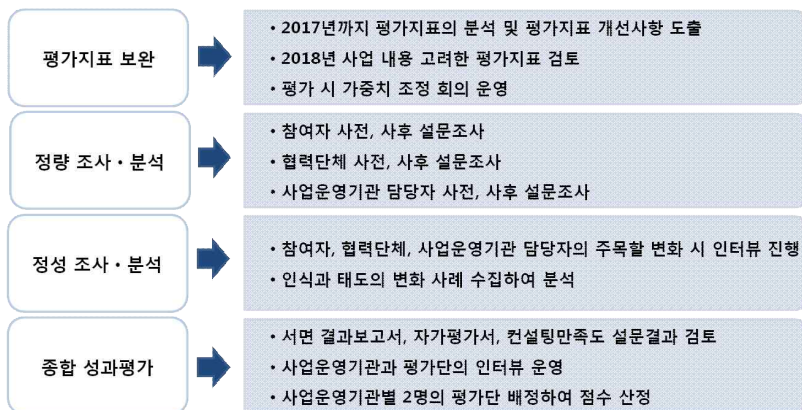 평가지표 보완
• 2017년까지 평가지표의 분석 및 평가지표 개선사항 도출
• 2018년 사업 내용 고려한 평가지표 검토
• 평가 시 가중치 조정 회의 운영
정량 조사・분석
• 참여자 사전, 사후 설문조사
• 협력단체 사전, 사후 설문조사
• 사업운영기관 담당자 사전, 사후 설문조사
정성 조사・분석
• 참여자, 협력단체, 사업운영기관 담당자의 주목할 변화 시 인터뷰 진행
• 인식과 태도의 변화 사례 수집하여 분석
종합 성과평가
• 서면 결과보고서, 자가평가서, 컨설팅만족도 설문결과 검토
• 사업운영기관과 평가단의 인터뷰 운영
• 사업운영기관별 2명의 평가단 배정하여 점수 산정